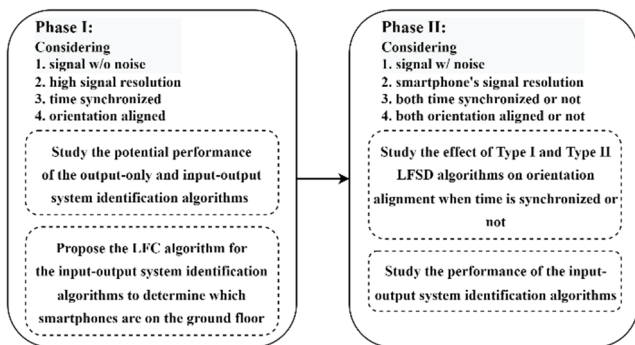 Phase I:
Considering
1. signal w/o noise
2. high signal resolution
3. time synchronized
4. orientation aligned
Study the potential performance
of the output-only and input-output
system identification algorithms
Propose the LFC algorithm for
the input-output system identification
algorithms to determine which
smartphones are on the ground floor
Phase II:
Considering
1. signal w/ noise
2. smartphone's signal resolution
3. both time synchronized or not
4. both orientation aligned or not
Study the effect of Type I and Type II
LFSD algorithms on orientation
alignment when time is synchronized or
not
Study the performance of the input-
output system identification algorithms